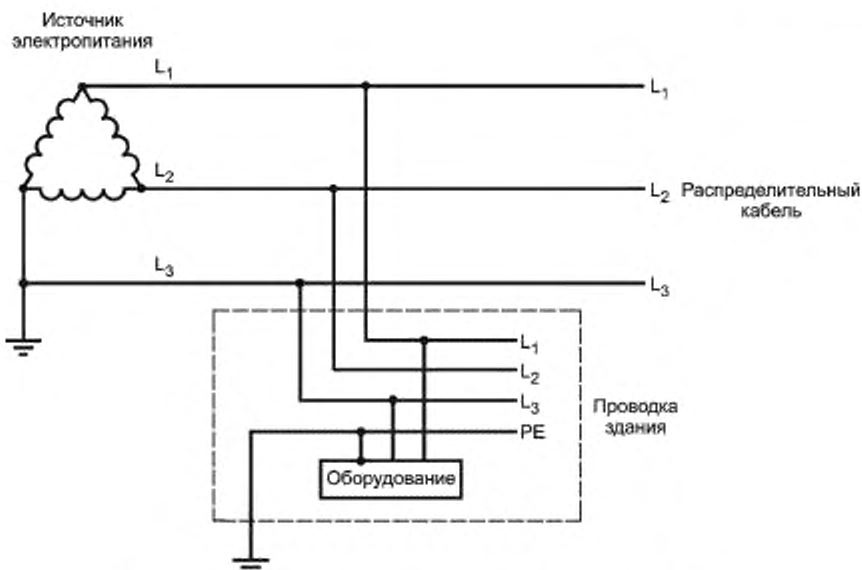 Источник
электропитания
L1
L1
L2
L2
Распределительный
кабель
L3
L3
L1
L2
L3
PE
Проводка
здания
Оборудование